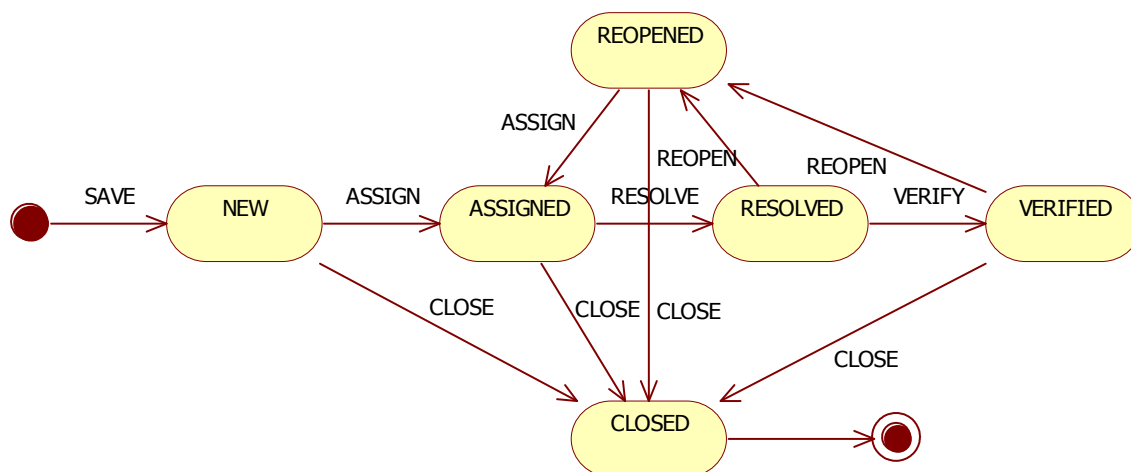 REOPENED
ASSIGN
REOPEN
REOPEN
SAVE
NEW
ASSIGN
ASSIGNED
RESOLVE
RESOLVED
VERIFY
VERIFIED
CLOSE
CLOSE
CLOSE
CLOSE
CLOSED